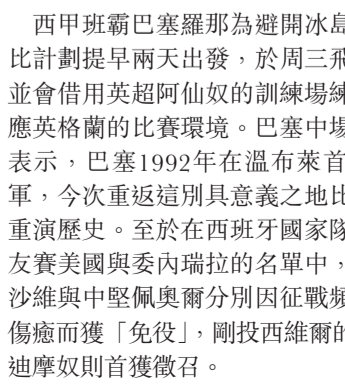 西甲班霸巴塞羅那為避開冰島
比計劃提早兩天出發，於周三飛
並會借用英超阿仙奴的訓練場練
應英格蘭的比賽環境。巴塞中場
表示，巴塞1992年在溫布萊首
軍，今次重返這別具意義之地比
重演歷史。至於在西班牙國家隊
友賽美國與委內瑞拉的名單中，
沙維與中堅佩奧爾分別因征戰頻
傷癒而獲「免役」，剛投西維爾的
迪摩奴則首獲徵召。